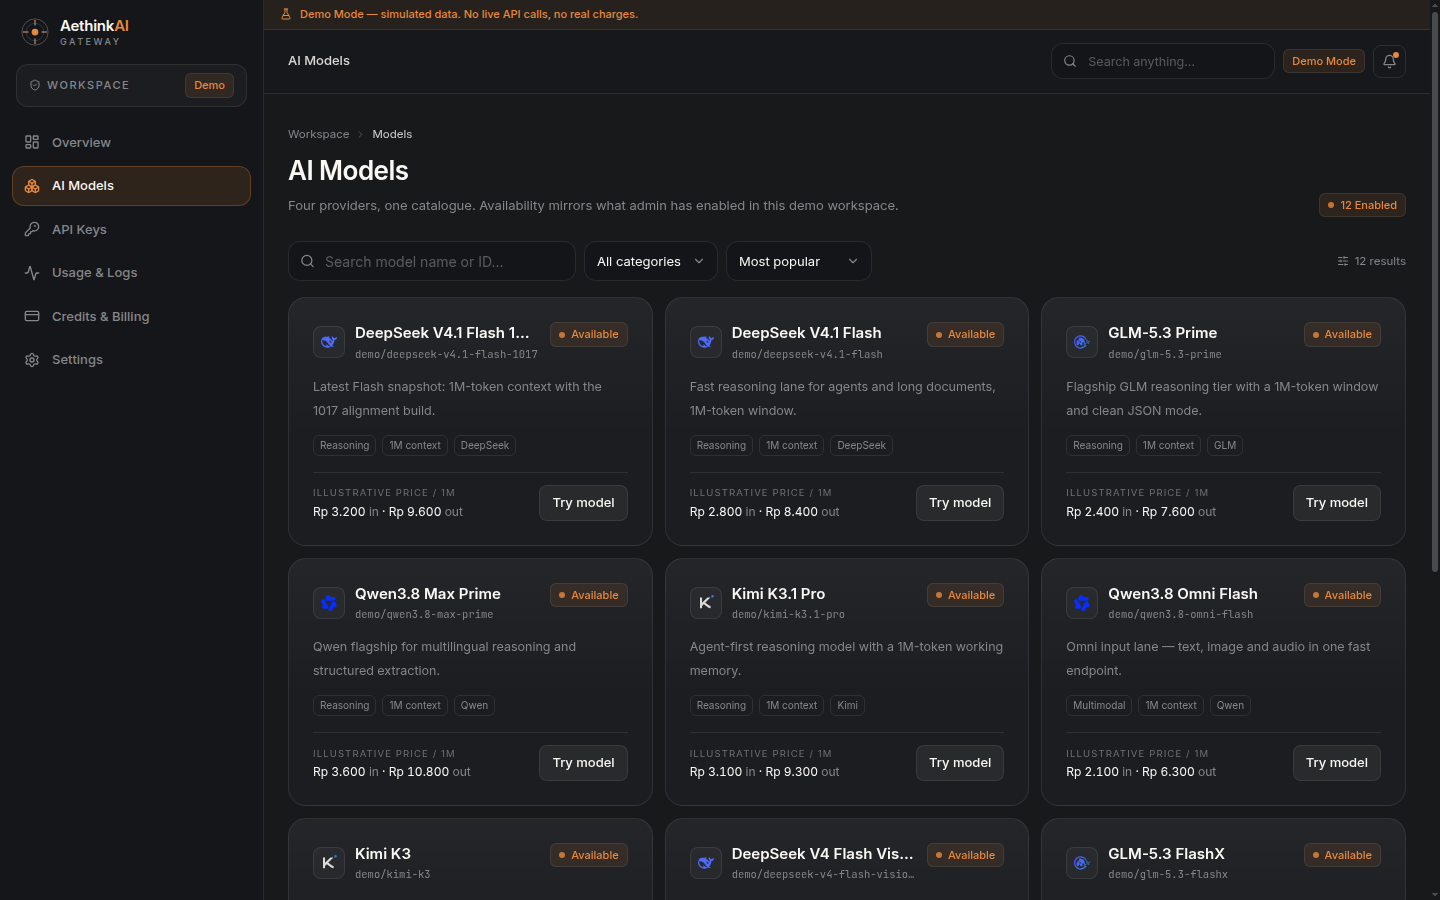 AethinkAI
GATEWAY
WORKSPACE
Demo
Overview
AI Models
API Keys
Usage & Logs
Credits & Billing
Settings
Demo Mode — simulated data. No live API calls, no real charges.
AI Models
Search anything...
Demo Mode
Workspace > Models
AI Models
Four providers, one catalogue. Availability mirrors what admin has enabled in this demo workspace.
12 Enabled
Search model name or ID...
All categories
Most popular
12 results
DeepSeek V4.1 Flash 1...
Available
demo/deepseek-v4.1-flash-1017
Latest Flash snapshot: 1M-token context with the
1017 alignment build.
Reasoning
1M context
DeepSeek
ILLUSTRATIVE PRICE / 1M
Rp 3.200 in · Rp 9.600 out
Try model
DeepSeek V4.1 Flash
Available
demo/deepseek-v4.1-flash
Fast reasoning lane for agents and long documents,
1M-token window.
Reasoning
1M context
DeepSeek
ILLUSTRATIVE PRICE / 1M
Rp 2.800 in · Rp 8.400 out
Try model
GLM-5.3 Prime
Available
demo/glm-5.3-prime
Flagship GLM reasoning tier with a 1M-token window
and clean JSON mode.
Reasoning
1M context
GLM
ILLUSTRATIVE PRICE / 1M
Rp 2.400 in · Rp 7.600 out
Try model
Qwen3.8 Max Prime
Available
demo/qwen3.8-max-prime
Qwen flagship for multilingual reasoning and
structured extraction.
Reasoning
1M context
Qwen
ILLUSTRATIVE PRICE / 1M
Rp 3.600 in · Rp 10.800 out
Try model
Kimi K3.1 Pro
Available
demo/kimi-k3.1-pro
Agent-first reasoning model with a 1M-token working
memory.
Reasoning
1M context
Kimi
ILLUSTRATIVE PRICE / 1M
Rp 3.100 in · Rp 9.300 out
Try model
Qwen3.8 Omni Flash
Available
demo/qwen3.8-omni-flash
Omni input lane — text, image and audio in one fast
endpoint.
Multimodal
1M context
Qwen
ILLUSTRATIVE PRICE / 1M
Rp 2.100 in · Rp 6.300 out
Try model
Kimi K3
Available
demo/kimi-k3
DeepSeek V4 Flash Vis...
Available
demo/deepseek-v4-flash-visio…
GLM-5.3 FlashX
Available
demo/glm-5.3-flashx